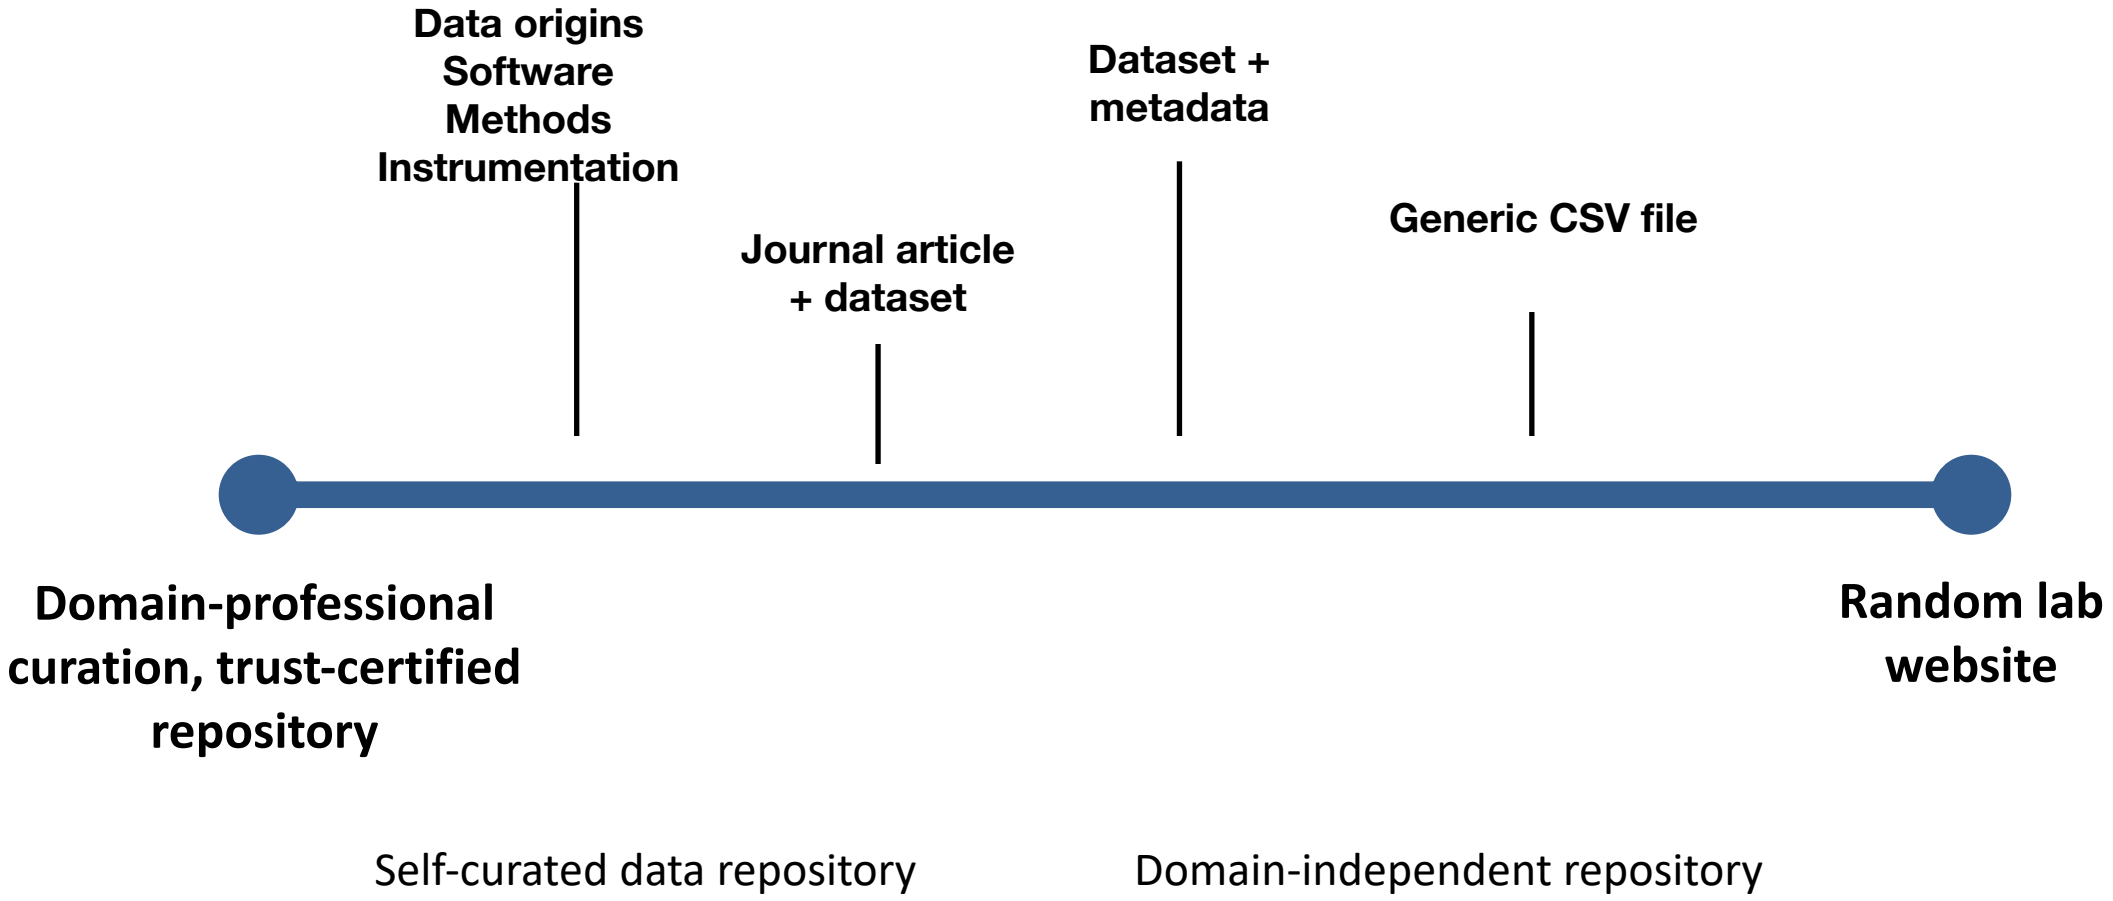 Data origins
Software
Methods
Instrumentation
Dataset +
metadata
Generic CSV file
Journal article
+ dataset
Domain-professional
curation, trust-certified
repository
Random lab
website
Self-curated data repository
Domain-independent repository